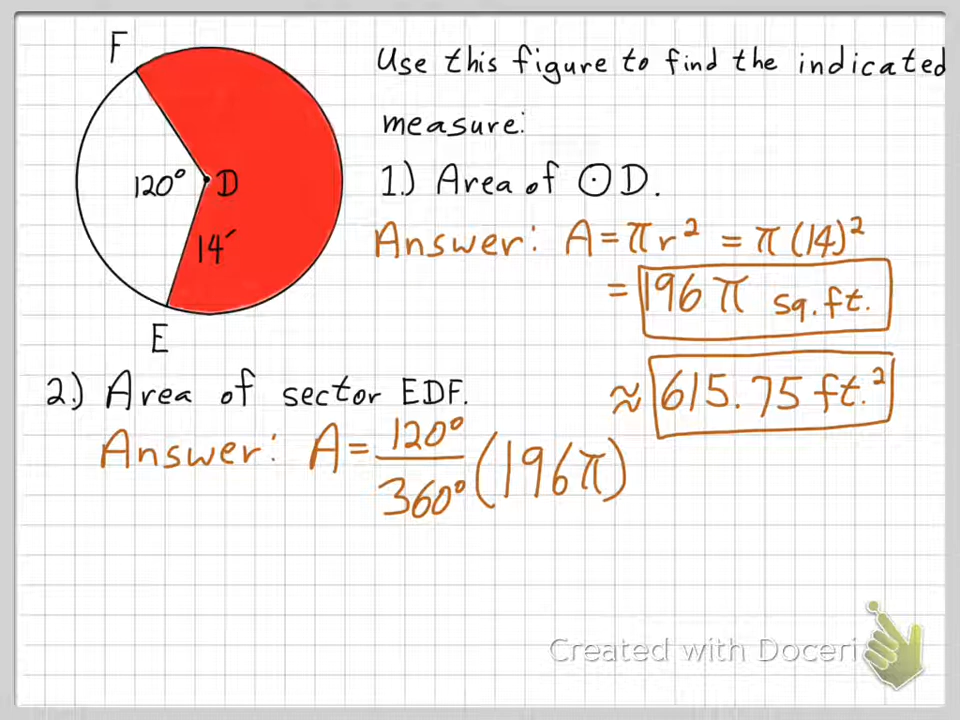 F
120° D
14′
E
Use this figure to find the indicated
measure:
1.) Area of ⊙D.
Answer: A = πr² = π(14)²
= 196π sq.ft.
≈ 615.75 ft.²
2.) Area of sector EDF.
Answer: A = 120°/360° (196π)
Created with Doceri